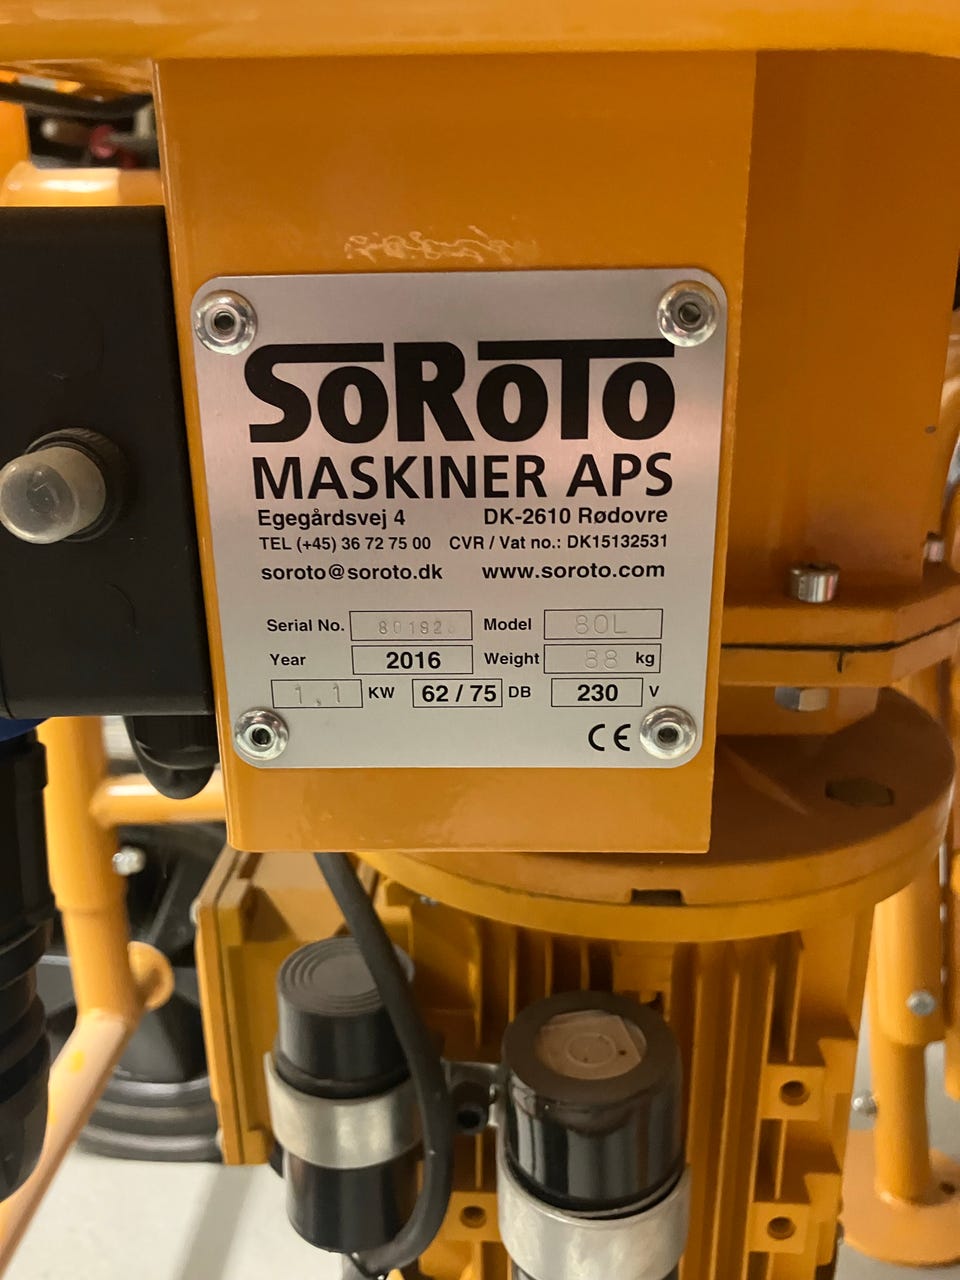 SoRoTo
MASKINER APS
Egegårdsvej 4 DK-2610 Rødovre
TEL (+45) 36 72 75 00 CVR / Vat no.: DK15132531
soroto@soroto.dk www.soroto.com
Serial No. Model 80L
Year 2016 Weight 88 kg
1,1 KW 62 / 75 DB 230 V
CE